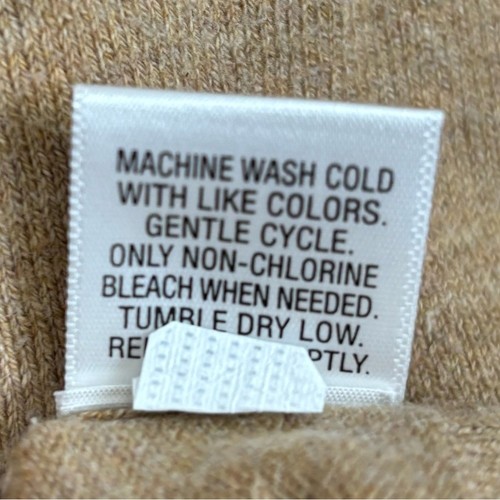 MACHINE WASH COLD
WITH LIKE COLORS.
GENTLE CYCLE.
ONLY NON-CHLORINE
BLEACH WHEN NEEDED.
TUMBLE DRY LOW.